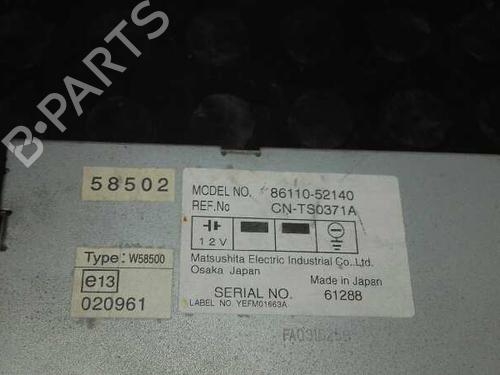 B-PARTS
58502
MODEL NO. 86110-52140
REF.No CN-TS0371A
12V
Type: W58500
Matsushita Electric Industrial Co.,Ltd.
Osaka Japan
e13
Made in Japan
020961
SERIAL NO. 61288
LABEL NO. YEFM01663A